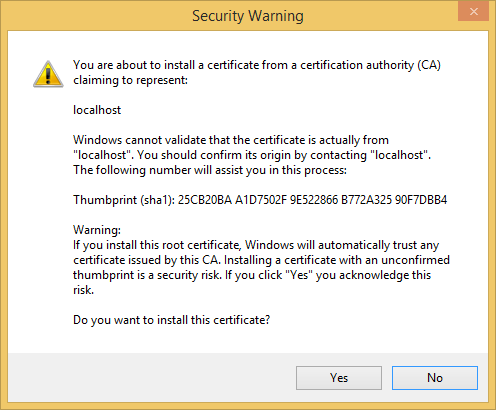 Security Warning
You are about to install a certificate from a certification authority (CA)
claiming to represent:
localhost
Windows cannot validate that the certificate is actually from
"localhost". You should confirm its origin by contacting "localhost".
The following number will assist you in this process:
Thumbprint (sha1): 25CB20BA A1D7502F 9E522866 B772A325 90F7DBB4
Warning:
If you install this root certificate, Windows will automatically trust any
certificate issued by this CA. Installing a certificate with an unconfirmed
thumbprint is a security risk. If you click "Yes" you acknowledge this
risk.
Do you want to install this certificate?
Yes
No